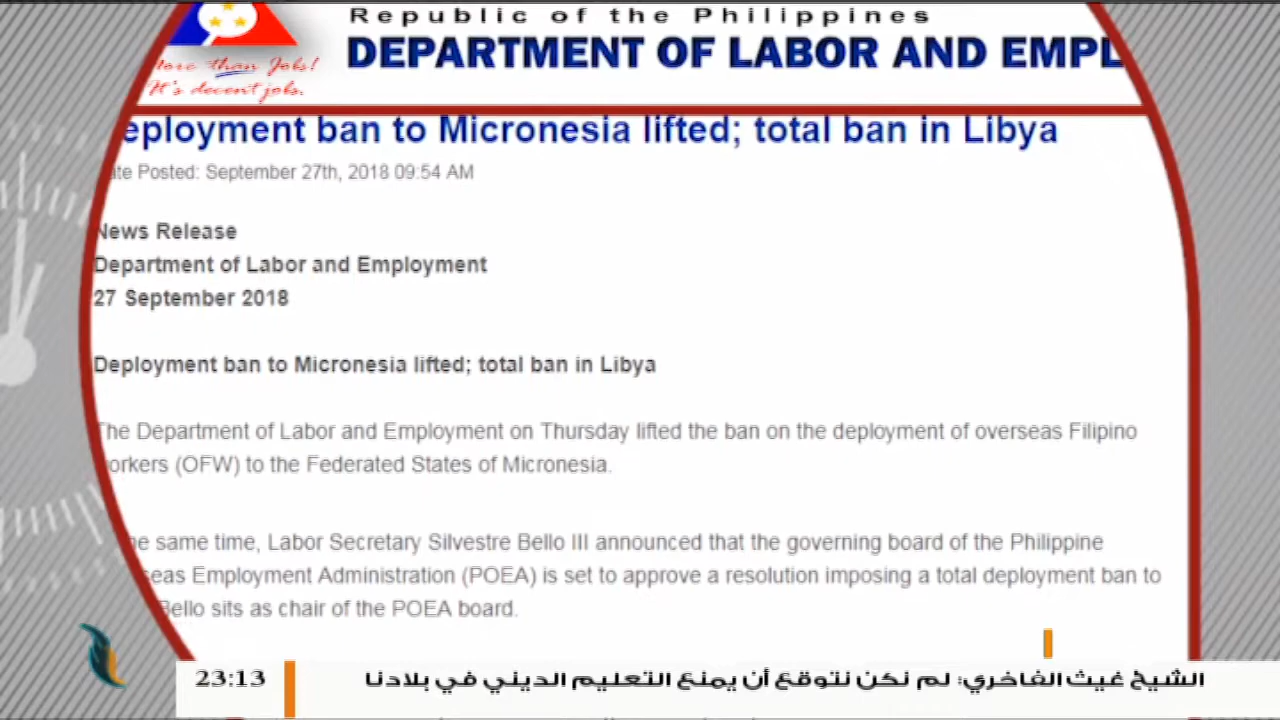 Republic of the Philippines
DEPARTMENT OF LABOR AND EMPL
More than Jobs!
It's decent jobs.
eployment ban to Micronesia lifted; total ban in Libya
te Posted: September 27th, 2018 09:54 AM
News Release
Department of Labor and Employment
27 September 2018
Deployment ban to Micronesia lifted; total ban in Libya
The Department of Labor and Employment on Thursday lifted the ban on the deployment of overseas Filipino
orkers (OFW) to the Federated States of Micronesia.
he same time, Labor Secretary Silvestre Bello III announced that the governing board of the Philippine
seas Employment Administration (POEA) is set to approve a resolution imposing a total deployment ban to
Bello sits as chair of the POEA board.
23:13
الشيخ غيث الفاخري: لم نكن نتوقع أن يمنع التعليم الديني في بلادنا